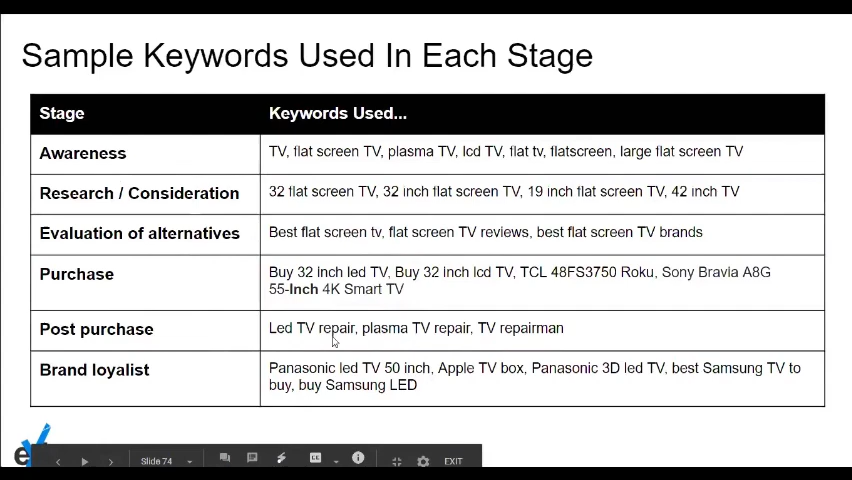 Sample Keywords Used In Each Stage
Stage Keywords Used...
Awareness TV, flat screen TV, plasma TV, lcd TV, flat tv, flatscreen, large flat screen TV
Research / Consideration 32 flat screen TV, 32 inch flat screen TV, 19 inch flat screen TV, 42 inch TV
Evaluation of alternatives Best flat screen tv, flat screen TV reviews, best flat screen TV brands
Purchase Buy 32 inch led TV, Buy 32 inch lcd TV, TCL 48FS3750 Roku, Sony Bravia A8G
55-Inch 4K Smart TV
Post purchase Led TV repair, plasma TV repair, TV repairman
Brand loyalist Panasonic led TV 50 inch, Apple TV box, Panasonic 3D led TV, best Samsung TV to
buy, buy Samsung LED
Slide 74 CC EXIT